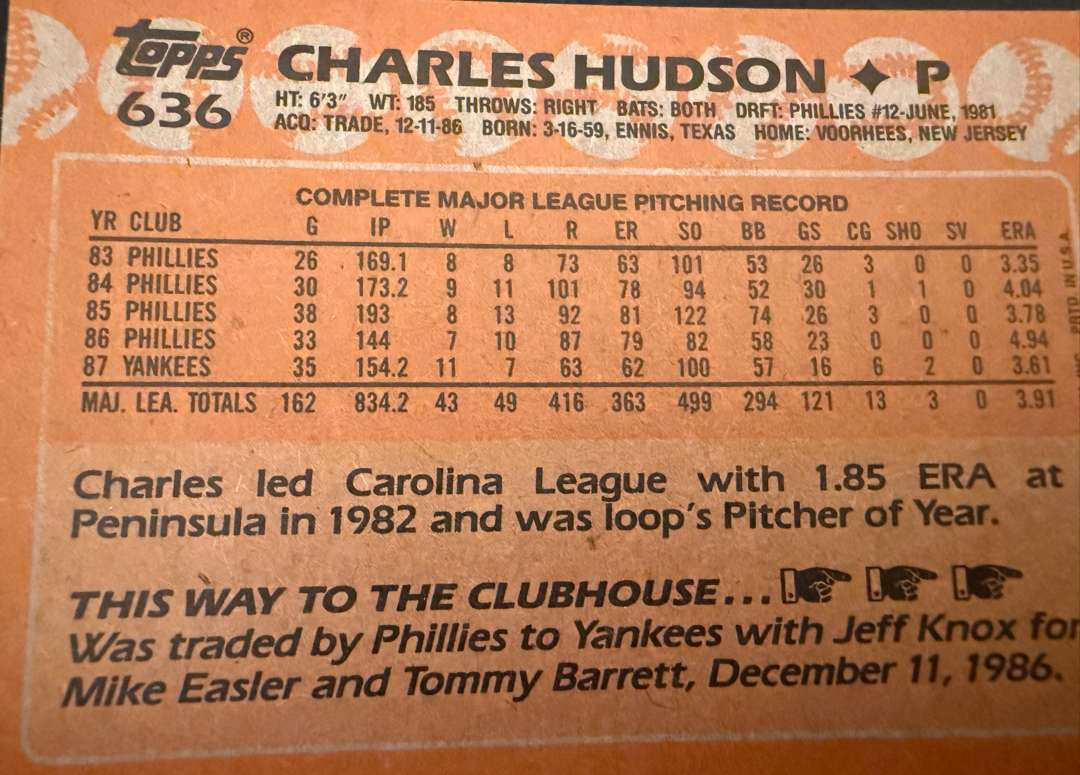 topps®
636
CHARLES HUDSON ✦ P
HT: 6'3" WT: 185 THROWS: RIGHT BATS: BOTH DRFT: PHILLIES #12-JUNE, 1981
ACQ: TRADE, 12-11-86 BORN: 3-16-59, ENNIS, TEXAS HOME: VOORHEES, NEW JERSEY
COMPLETE MAJOR LEAGUE PITCHING RECORD
YR CLUB G IP W L R ER SO BB GS CG SHO SV ERA
83 PHILLIES 26 169.1 8 8 73 63 101 53 26 3 0 0 3.35
84 PHILLIES 30 173.2 9 11 101 78 94 52 30 1 1 0 4.04
85 PHILLIES 38 193 8 13 92 81 122 74 26 3 0 0 3.78
86 PHILLIES 33 144 7 10 87 79 82 58 23 0 0 0 4.94
87 YANKEES 35 154.2 11 7 63 62 100 57 16 6 2 0 3.61
MAJ. LEA. TOTALS 162 834.2 43 49 416 363 499 294 121 13 3 0 3.91
Charles led Carolina League with 1.85 ERA at
Peninsula in 1982 and was loop's Pitcher of Year.
THIS WAY TO THE CLUBHOUSE...
Was traded by Phillies to Yankees with Jeff Knox for
Mike Easler and Tommy Barrett, December 11, 1986.
PRTD. IN U.S.A.